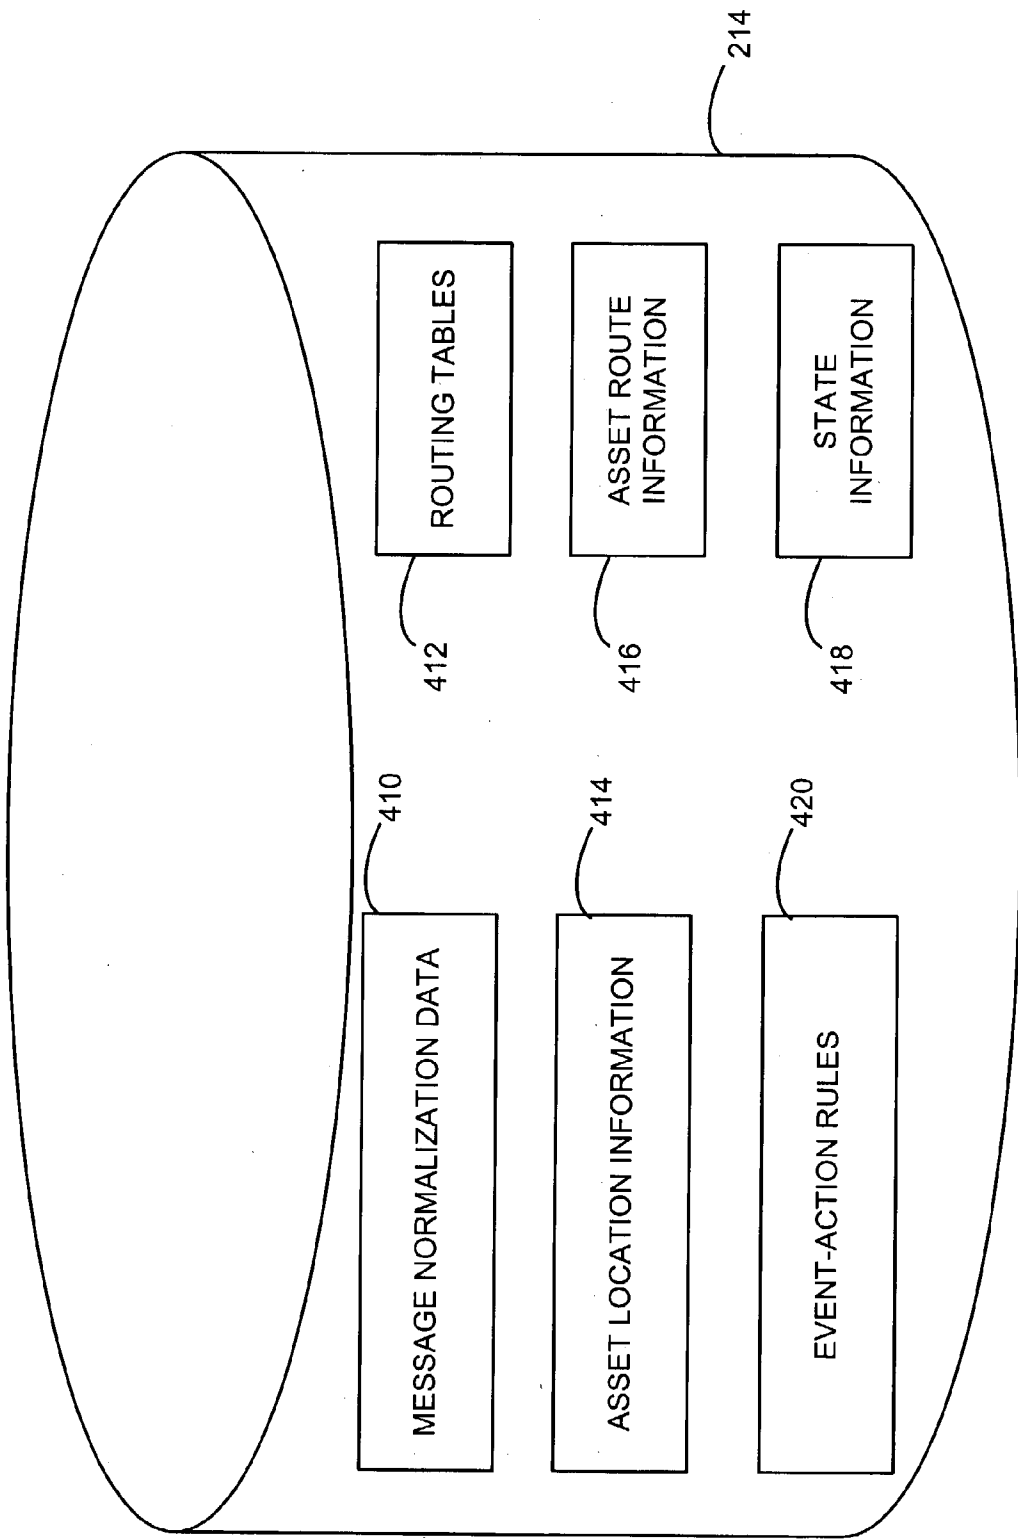 MESSAGE NORMALIZATION DATA
410
ROUTING TABLES
412
ASSET LOCATION INFORMATION
414
ASSET ROUTE
INFORMATION
416
EVENT-ACTION RULES
420
STATE
INFORMATION
418
214